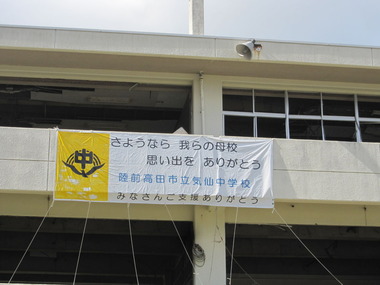 中
さようなら 我らの母校
思い出を ありがとう
陸前高田市立気仙中学校
みなさんご支援ありがとう